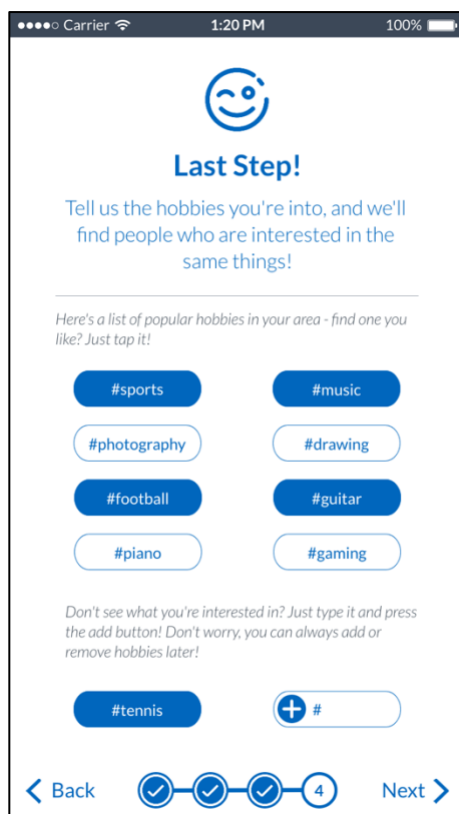 Carrier 1:20 PM 100%
Last Step!
Tell us the hobbies you're into, and we'll
find people who are interested in the
same things!
Here's a list of popular hobbies in your area - find one you
like? Just tap it!
#sports #music
#photography #drawing
#football #guitar
#piano #gaming
Don't see what you're interested in? Just type it and press
the add button! Don't worry, you can always add or
remove hobbies later!
#tennis #
Back 4 Next